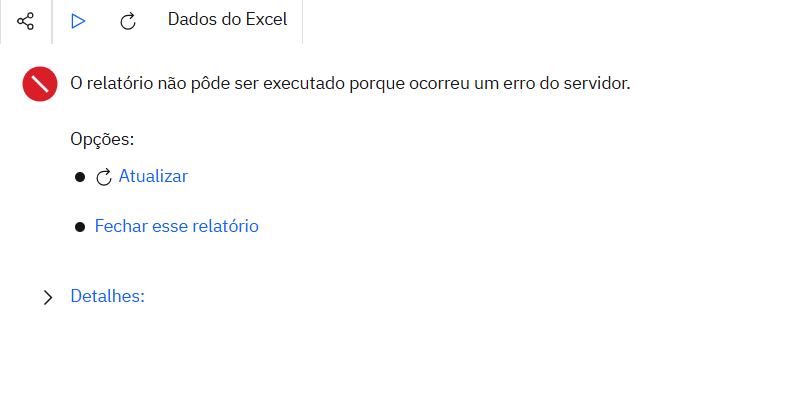 Dados do Excel
O relatório não pôde ser executado porque ocorreu um erro do servidor.
Opções:
Atualizar
Fechar esse relatório
Detalhes: